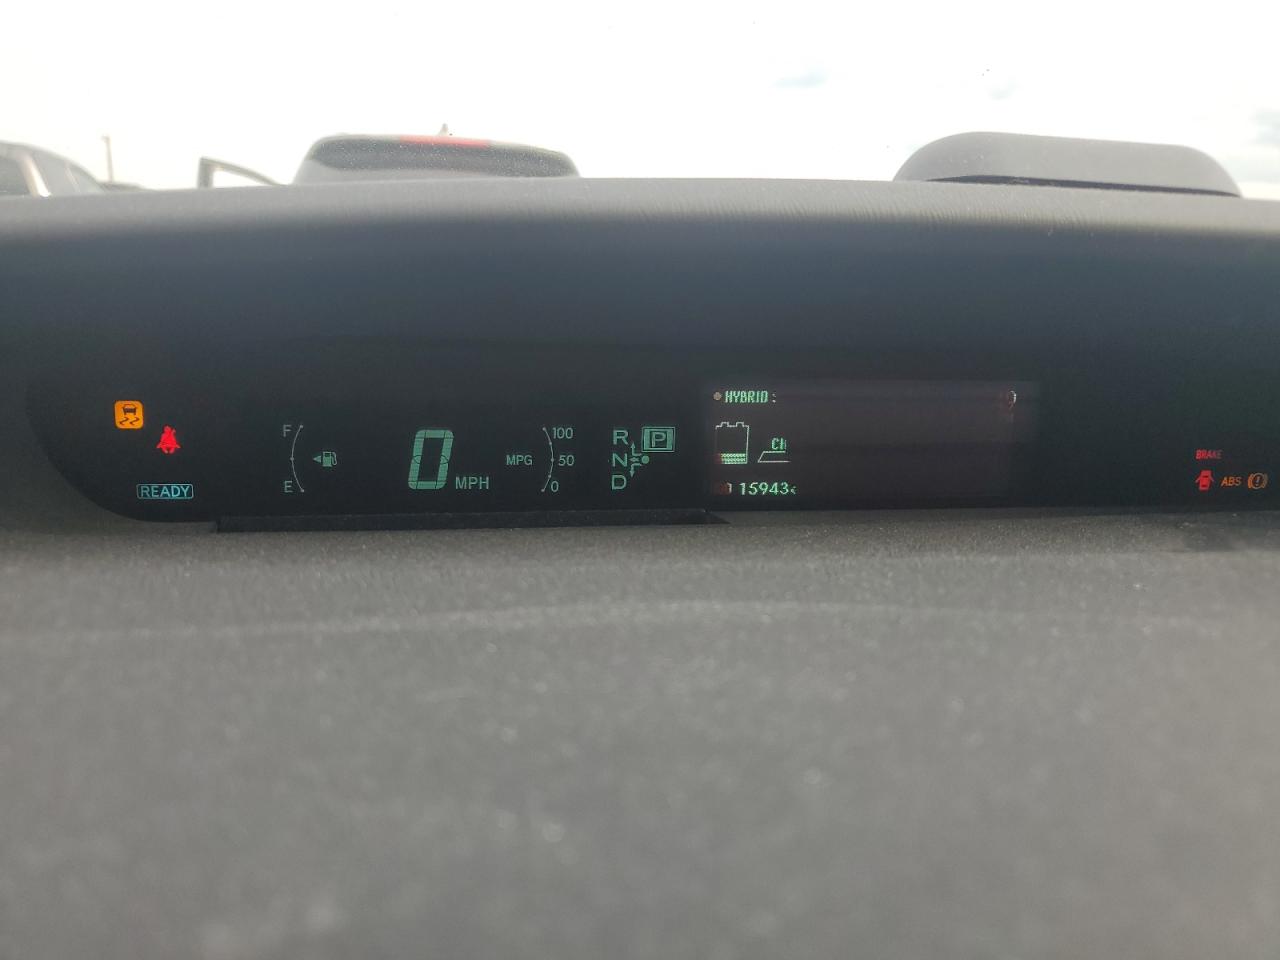 READY
F
E
0 MPH
MPG
100
50
0
R
N
D
P
HYBRID
15943
BRAKE
ABS